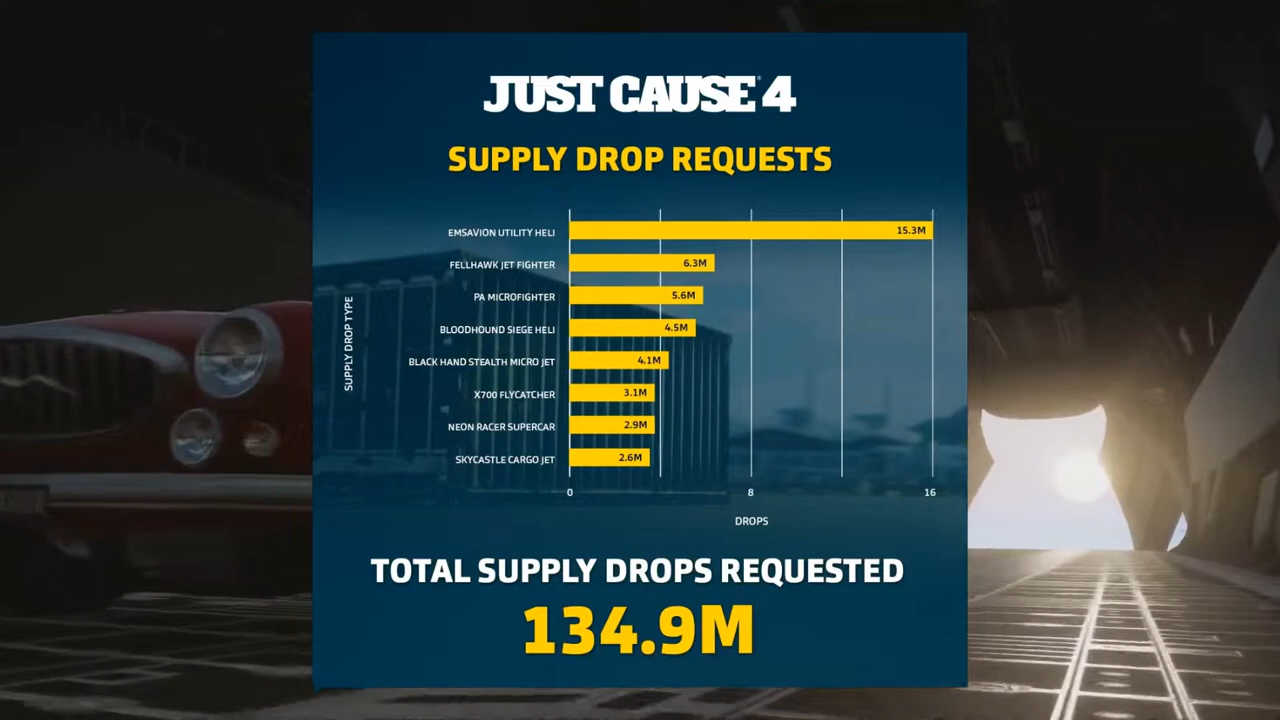 JUST CAUSE 4
SUPPLY DROP REQUESTS
SUPPLY DROP TYPE
EMSAVION UTILITY HELI 15.3M
FELLHAWK JET FIGHTER 6.3M
PA MICROFIGHTER 5.6M
BLOODHOUND SIEGE HELI 4.5M
BLACK HAND STEALTH MICRO JET 4.1M
X700 FLYCATCHER 3.1M
NEON RACER SUPERCAR 2.9M
SKYCASTLE CARGO JET 2.6M
0 8 16
DROPS
TOTAL SUPPLY DROPS REQUESTED
134.9M